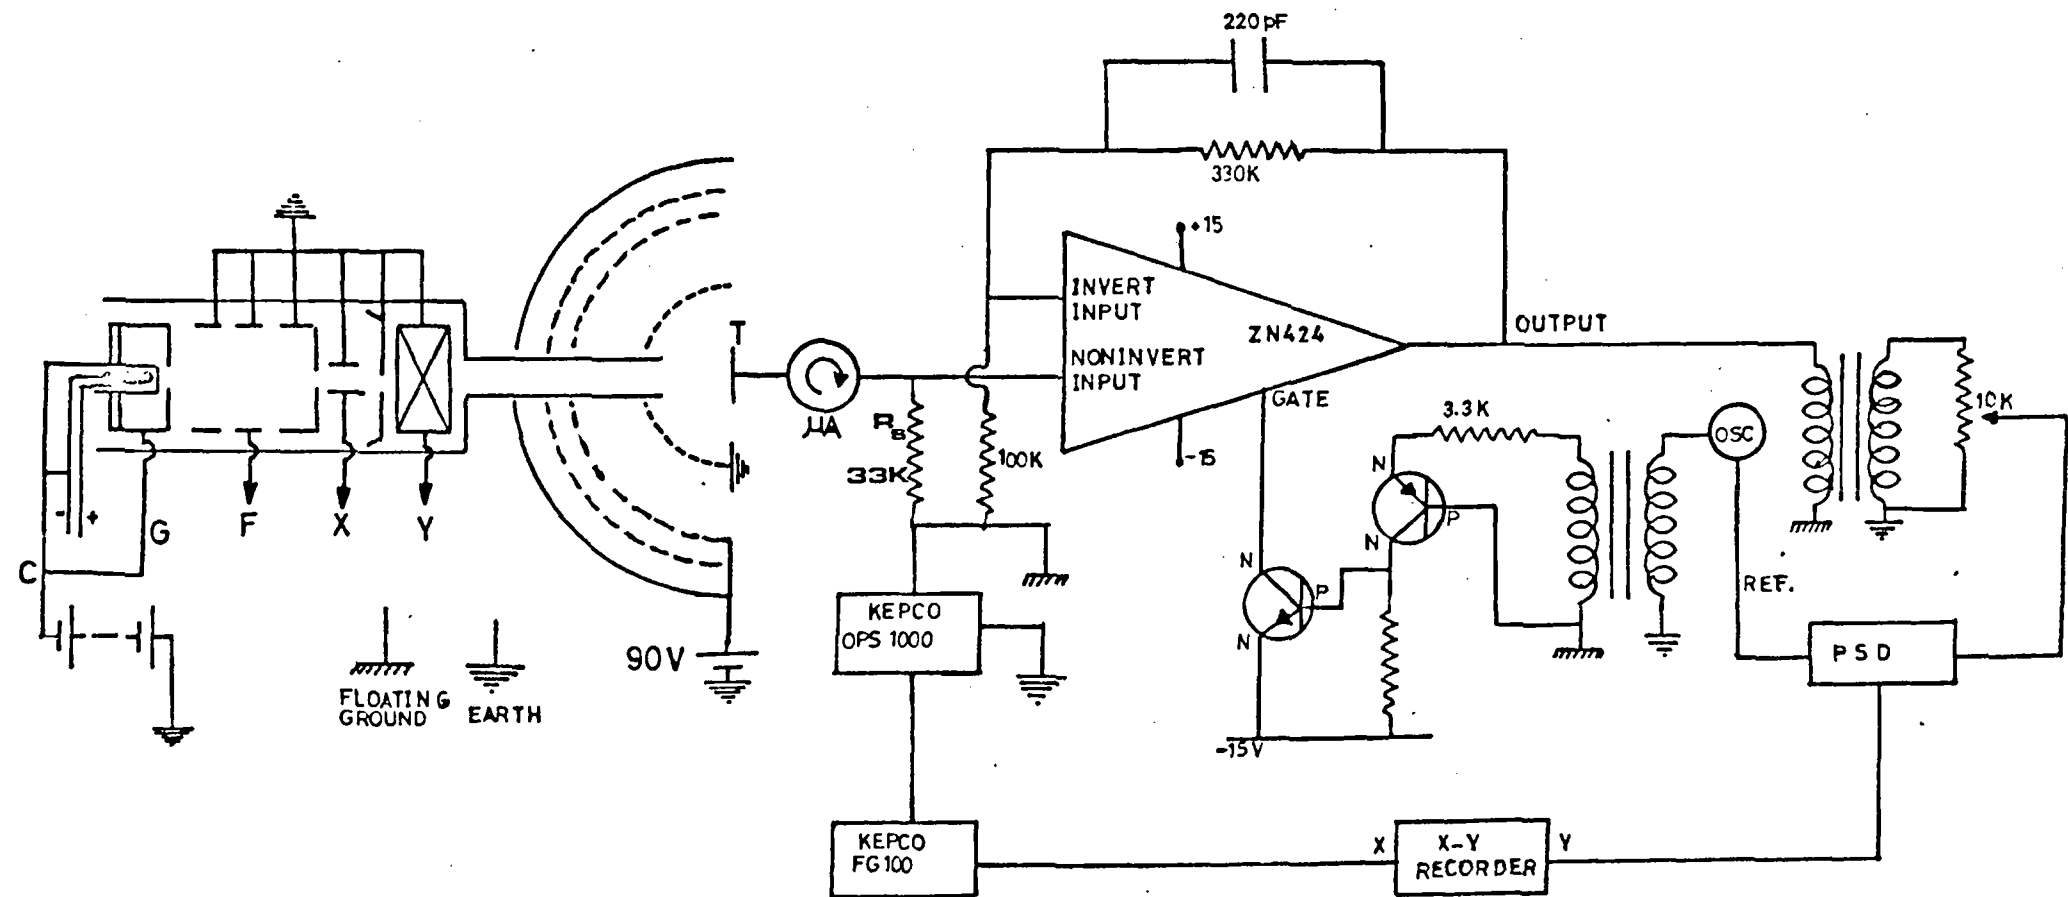 220pF
330K
+15
INVERT
INPUT
ZN424
OUTPUT
NONINVERT
INPUT
GATE
-15
T
μA
R_B
33K
100K
3.3K
OSC
10K
N
P
N
N
P
N
REF.
PSD
-15V
KEPCO
OPS 1000
KEPCO
FG100
X
X-Y
RECORDER
Y
C
-
+
G
F
X
Y
FLOATING
GROUND
EARTH
90V